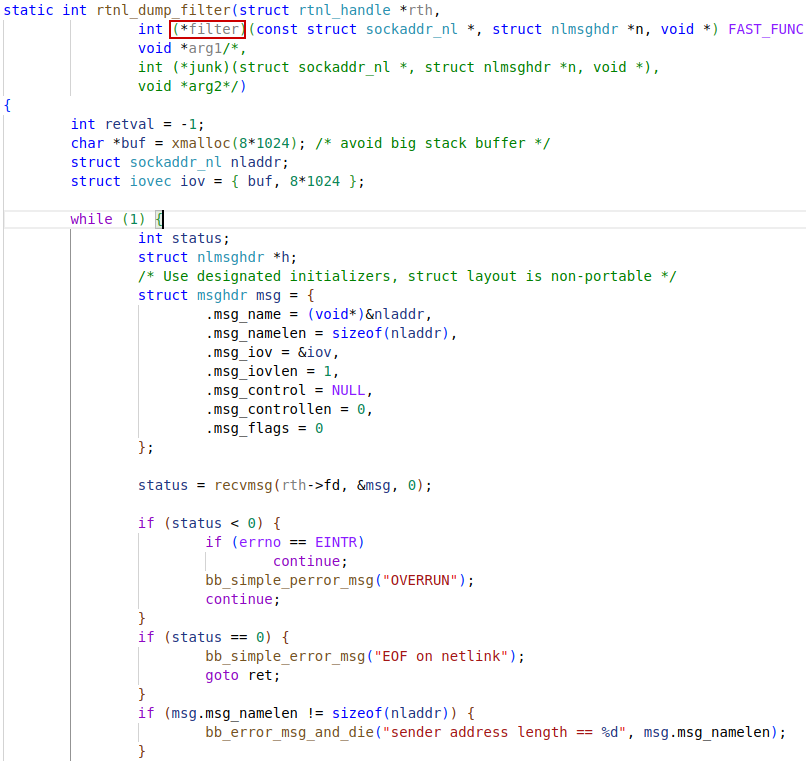 static int rtnl_dump_filter(struct rtnl_handle *rth,
int (*filter)(const struct sockaddr_nl *, struct nlmsghdr *n, void *) FAST_FUNC
void *arg1/*,
int (*junk)(struct sockaddr_nl *, struct nlmsghdr *n, void *),
void *arg2*/)
{
int retval = -1;
char *buf = xmalloc(8*1024); /* avoid big stack buffer */
struct sockaddr_nl nladdr;
struct iovec iov = { buf, 8*1024 };
while (1) {
int status;
struct nlmsghdr *h;
/* Use designated initializers, struct layout is non-portable */
struct msghdr msg = {
.msg_name = (void*)&nladdr,
.msg_namelen = sizeof(nladdr),
.msg_iov = &iov,
.msg_iovlen = 1,
.msg_control = NULL,
.msg_controllen = 0,
.msg_flags = 0
};
status = recvmsg(rth->fd, &msg, 0);
if (status < 0) {
if (errno == EINTR)
continue;
bb_simple_perror_msg("OVERRUN");
continue;
}
if (status == 0) {
bb_simple_error_msg("EOF on netlink");
goto ret;
}
if (msg.msg_namelen != sizeof(nladdr)) {
bb_error_msg_and_die("sender address length == %d", msg.msg_namelen);
}